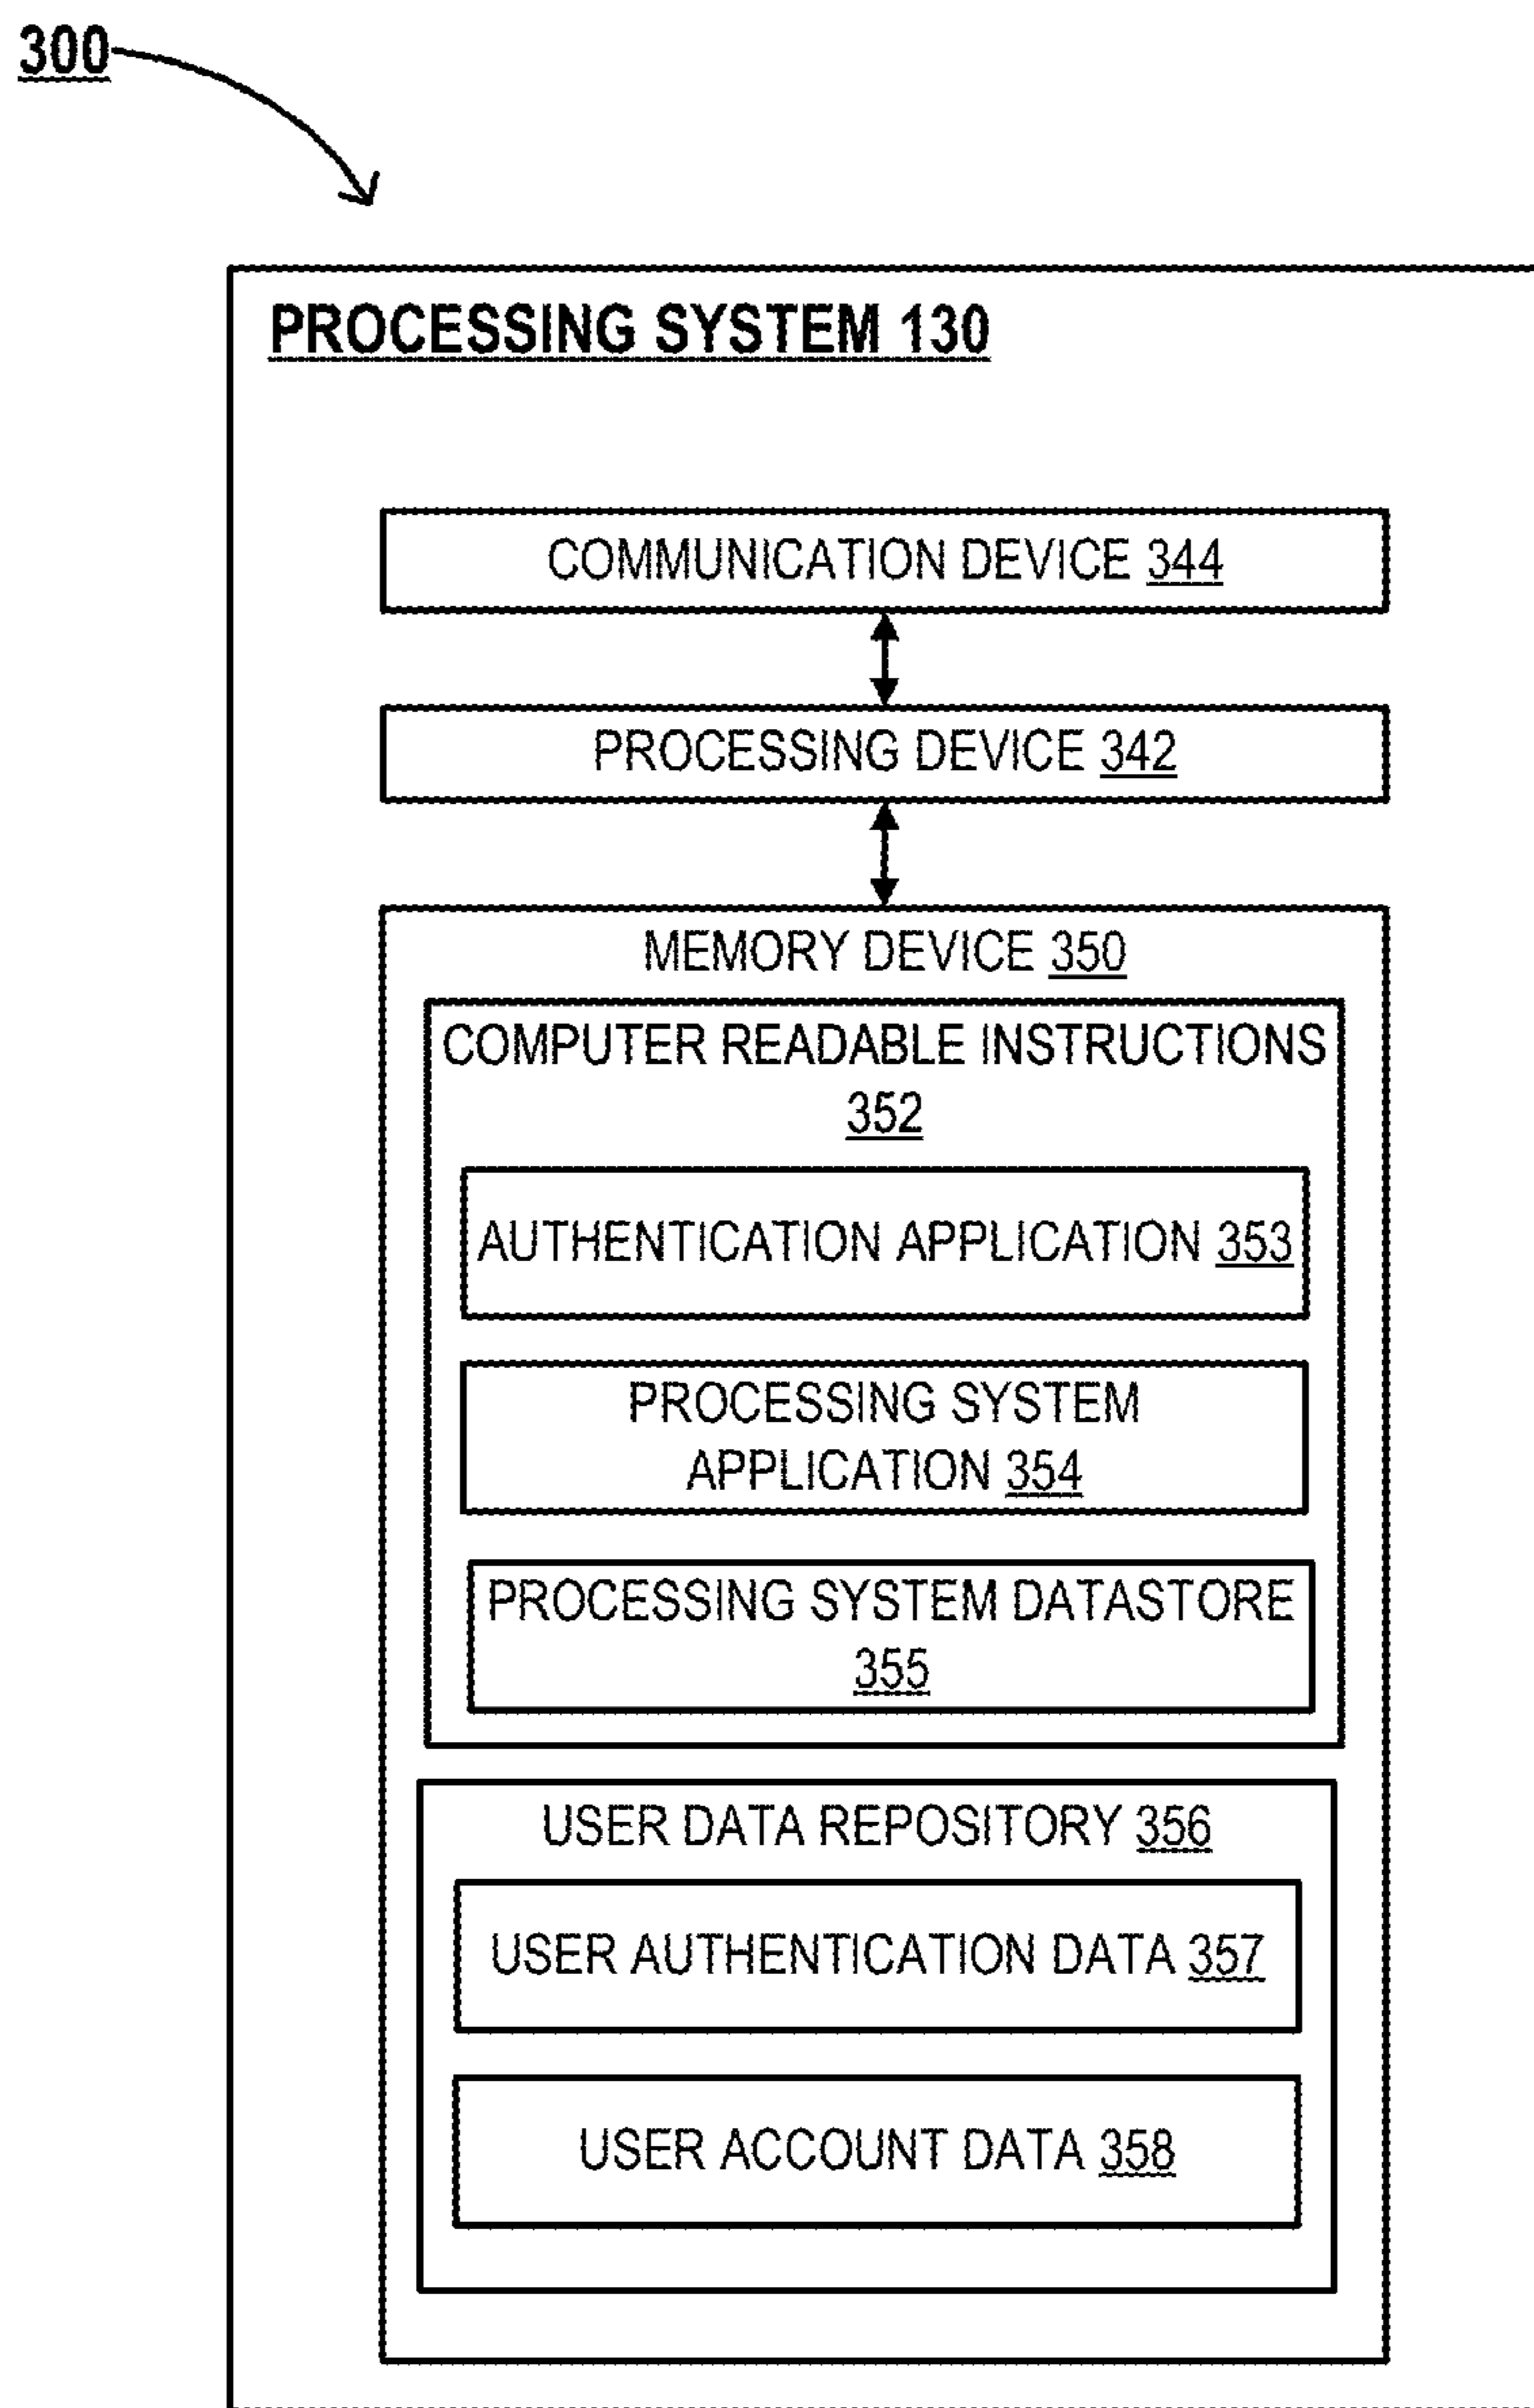 300
PROCESSING SYSTEM 130
COMMUNICATION DEVICE 344
PROCESSING DEVICE 342
MEMORY DEVICE 350
COMPUTER READABLE INSTRUCTIONS
352
AUTHENTICATION APPLICATION 353
PROCESSING SYSTEM
APPLICATION 354
PROCESSING SYSTEM DATASTORE
355
USER DATA REPOSITORY 356
USER AUTHENTICATION DATA 357
USER ACCOUNT DATA 358